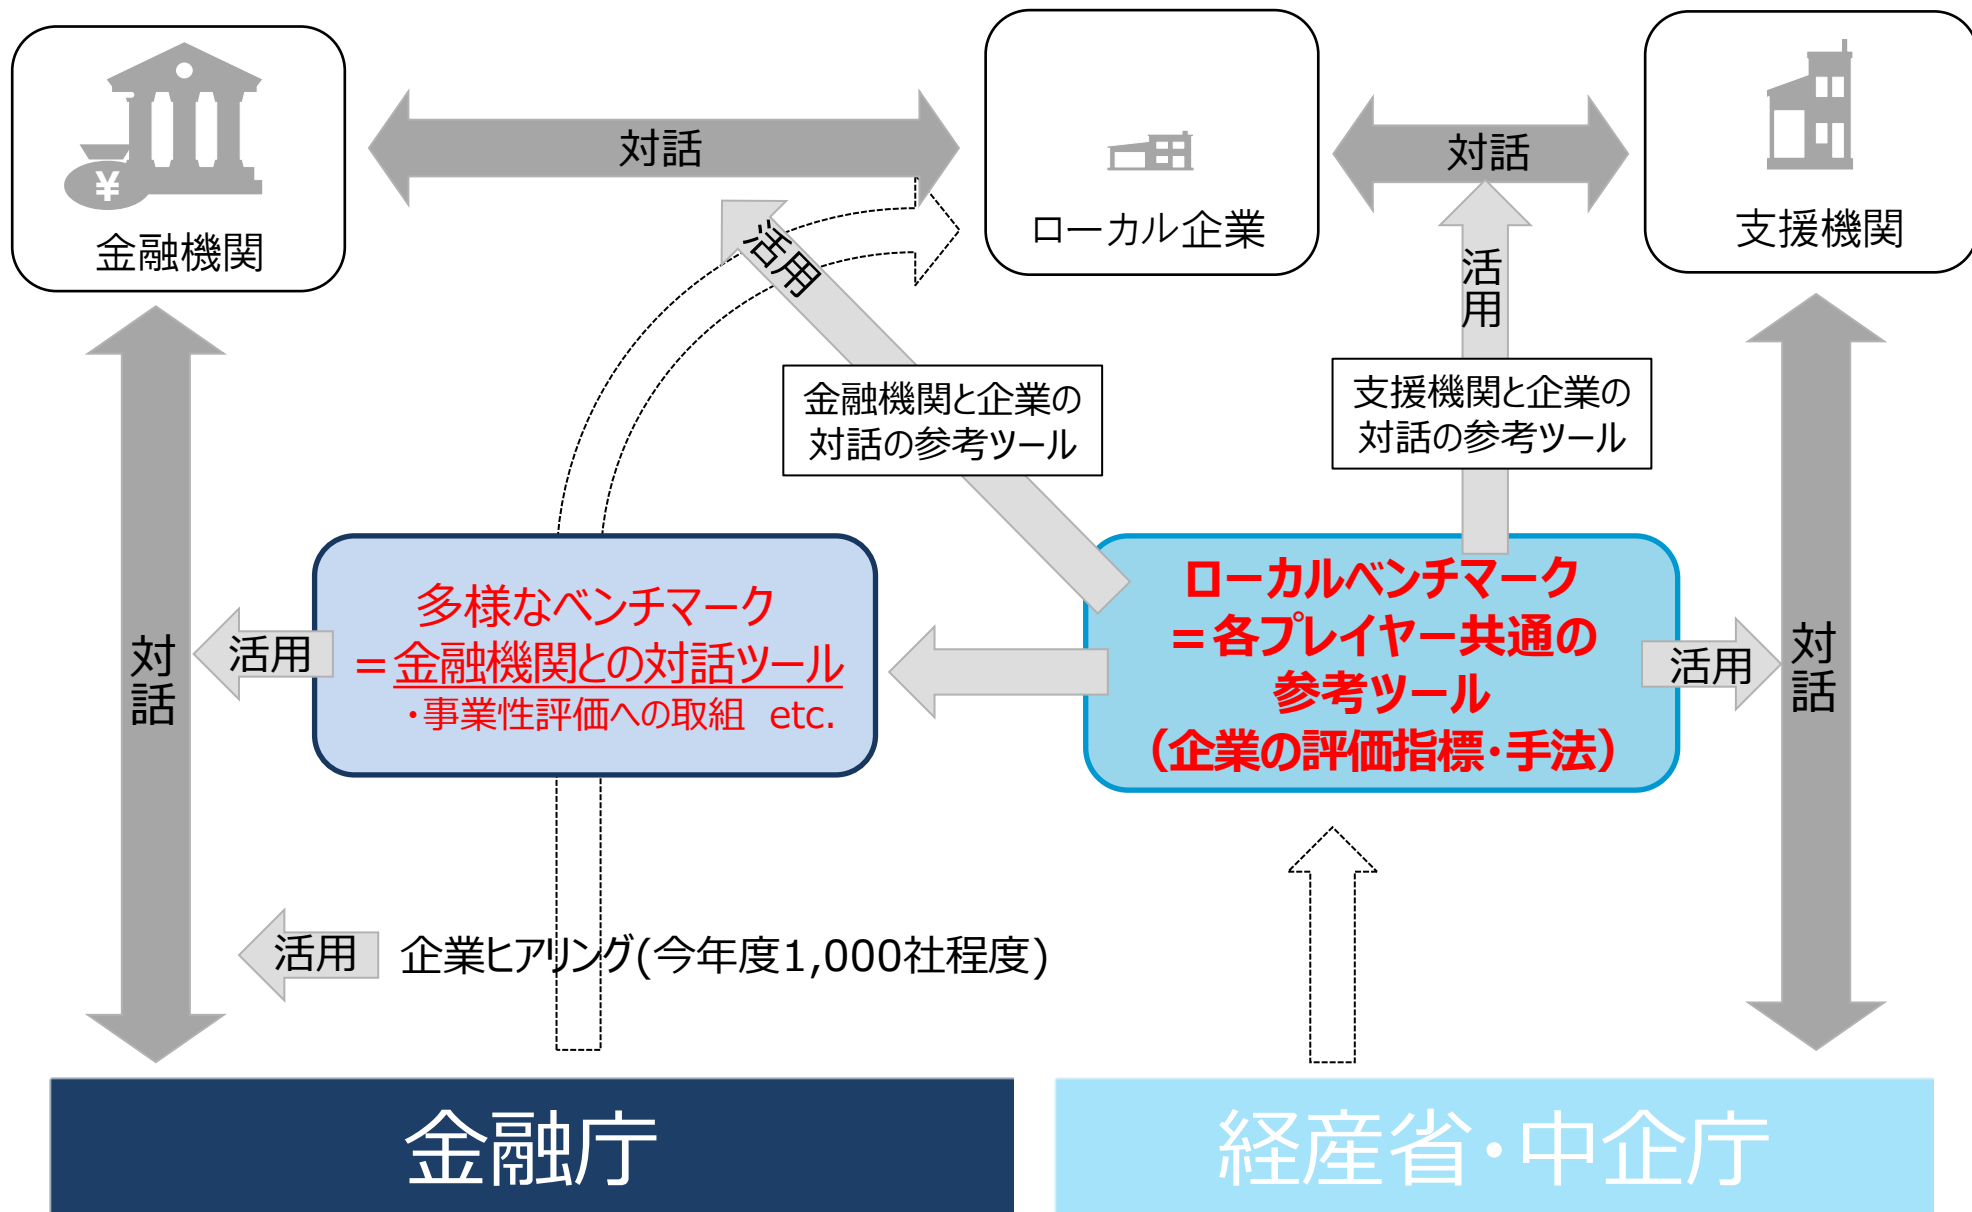 ¥
金融機関
対話
ローカル企業
対話
支援機関
活用
活用
金融機関と企業の
対話の参考ツール
支援機関と企業の
対話の参考ツール
対話
活用
多様なベンチマーク
＝金融機関との対話ツール
・事業性評価への取組　etc.
ローカルベンチマーク
＝各プレイヤー共通の
参考ツール
（企業の評価指標・手法）
活用
対話
活用
企業ヒアリング(今年度1,000社程度)
金融庁
経産省・中企庁